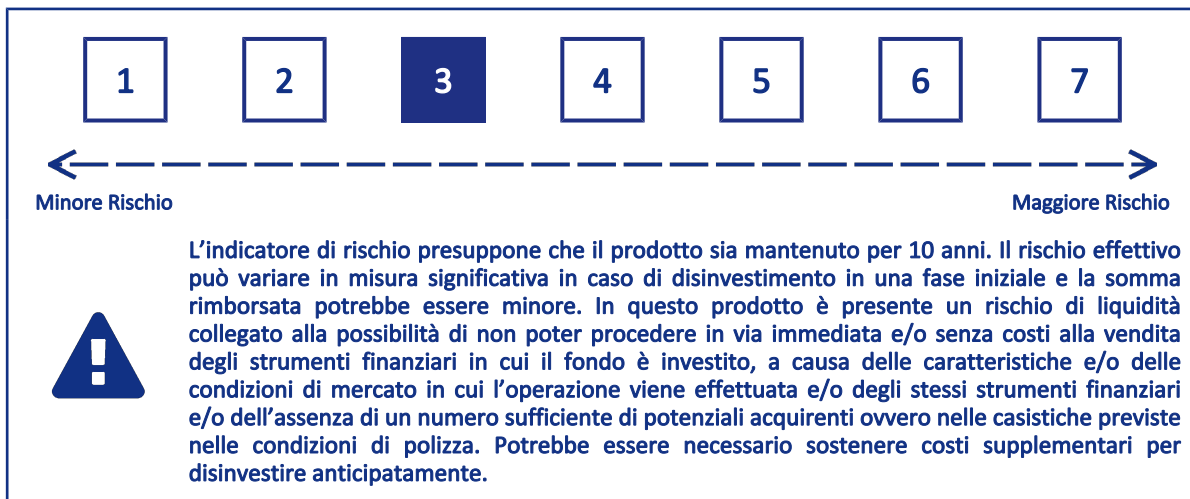 1 2 3 4 5 6 7
Minore Rischio Maggiore Rischio
L'indicatore di rischio presuppone che il prodotto sia mantenuto per 10 anni. Il rischio effettivo
può variare in misura significativa in caso di disinvestimento in una fase iniziale e la somma
rimborsata potrebbe essere minore. In questo prodotto è presente un rischio di liquidità
collegato alla possibilità di non poter procedere in via immediata e/o senza costi alla vendita
degli strumenti finanziari in cui il fondo è investito, a causa delle caratteristiche e/o delle
condizioni di mercato in cui l'operazione viene effettuata e/o degli stessi strumenti finanziari
e/o dell'assenza di un numero sufficiente di potenziali acquirenti ovvero nelle casistiche previste
nelle condizioni di polizza. Potrebbe essere necessario sostenere costi supplementari per
disinvestire anticipatamente.